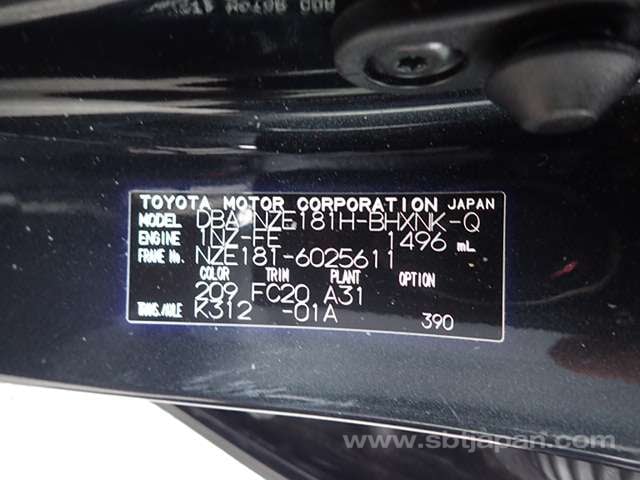 TOYOTA MOTOR CORPORATION JAPAN
MODEL DBA-NZE181H-BHXNK-Q
ENGINE 1NZ-FE 1496 mL
FRAME No. NZE181-6025611
COLOR TRIM PLANT OPTION
209 FC20 A31
TRANS./AXLE K312 -01A 390
www.sbtjapan.com